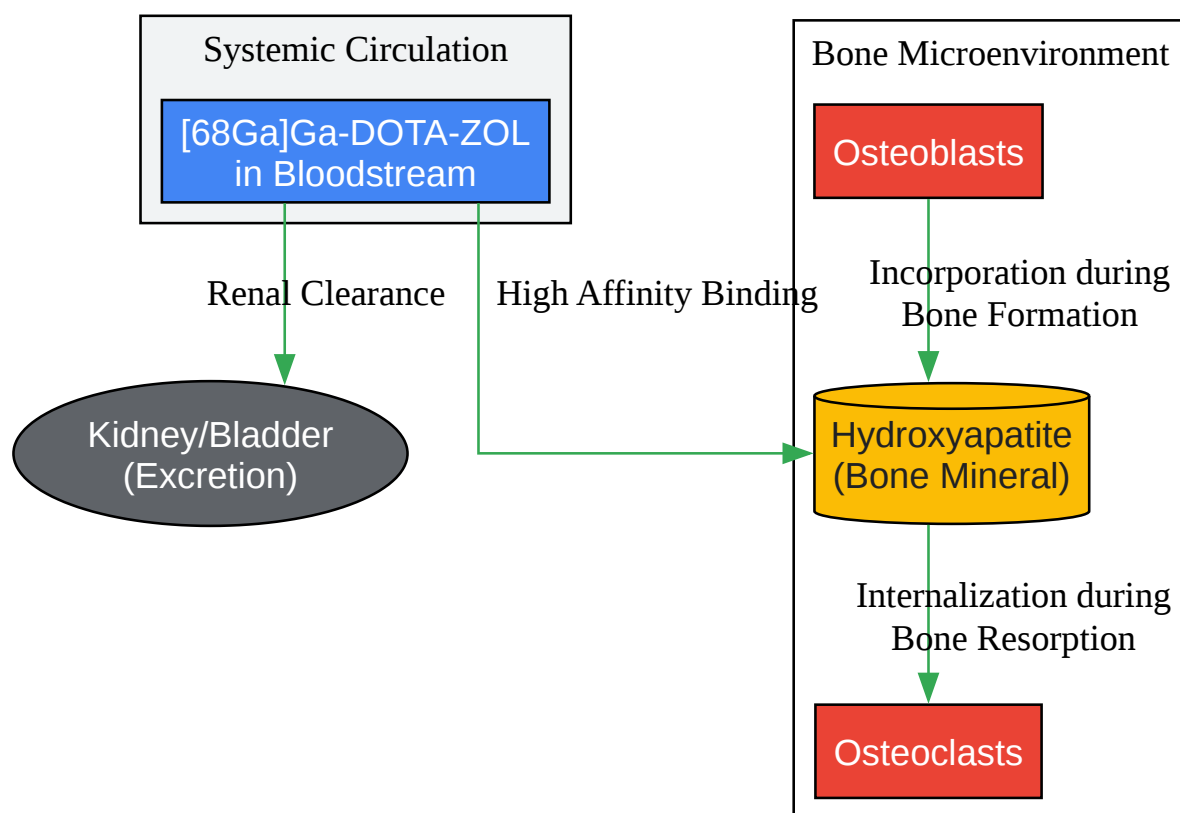 Systemic Circulation
[68Ga]Ga-DOTA-ZOL
in Bloodstream
Renal Clearance
High Affinity Binding
Kidney/Bladder
(Excretion)
Bone Microenvironment
Osteoblasts
Incorporation during
Bone Formation
Hydroxyapatite
(Bone Mineral)
Internalization during
Bone Resorption
Osteoclasts